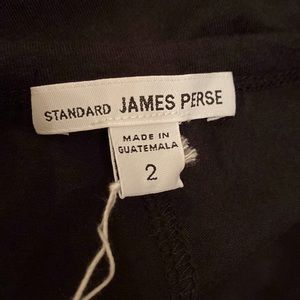 STANDARD JAMES PERSE
MADE IN
GUATEMALA
2